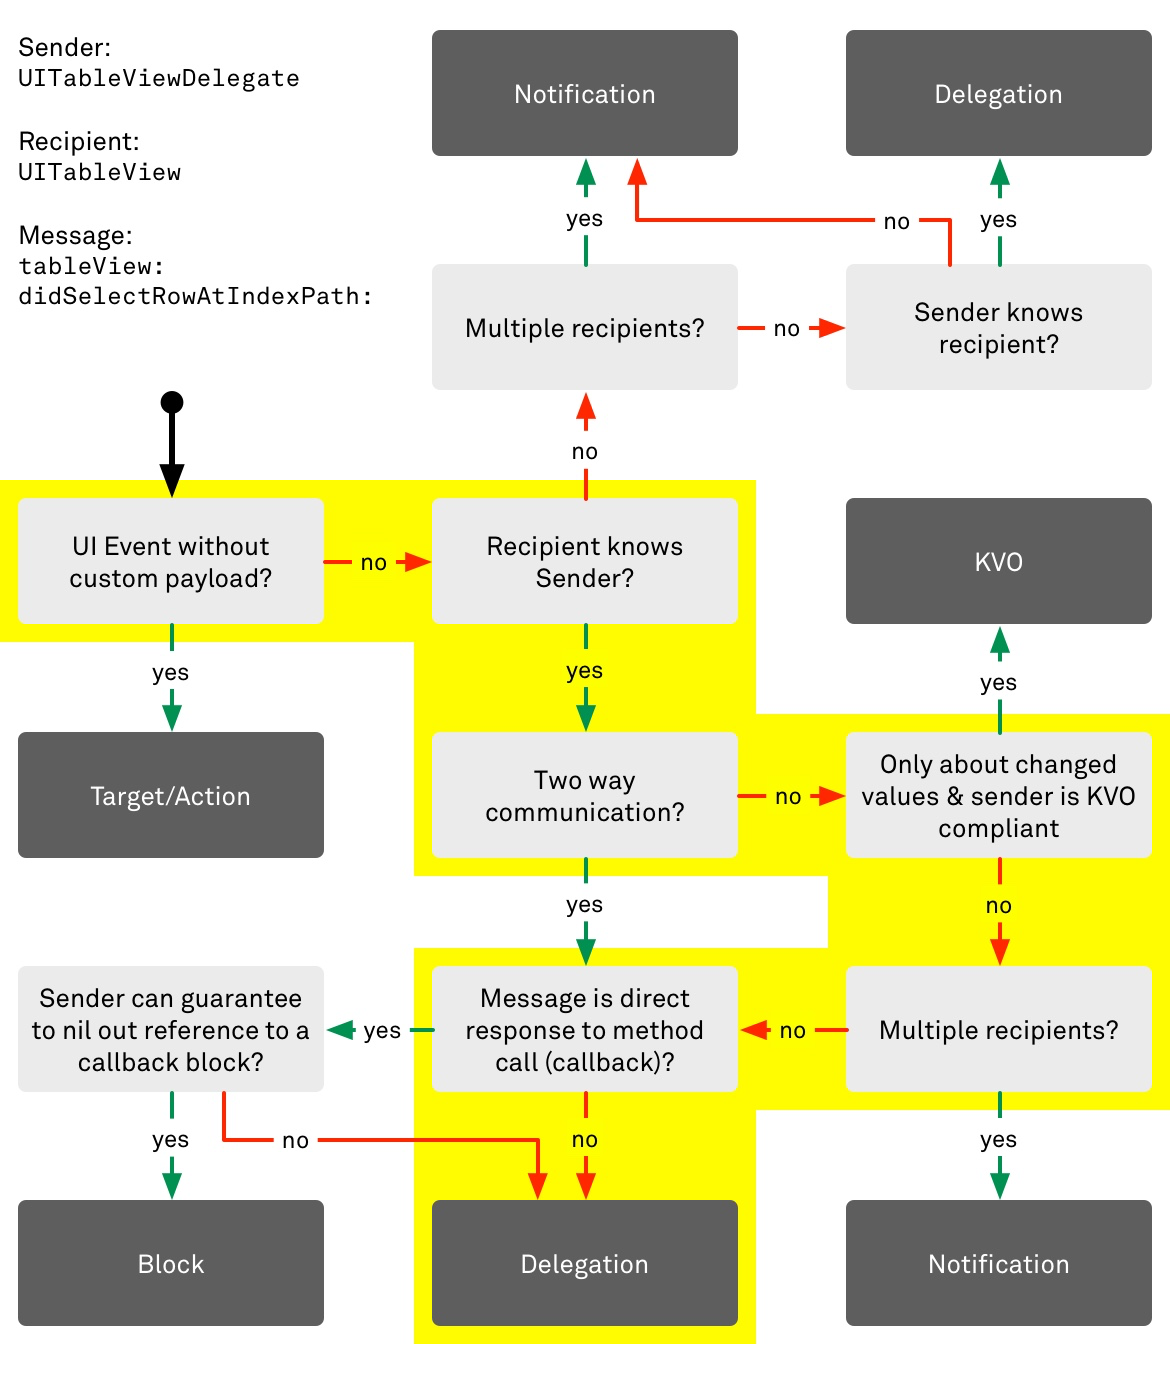 Sender:
UITableViewDelegate
Recipient:
UITableView
Message:
tableView:
didSelectRowAtIndexPath:
Notification
Delegation
yes
no
yes
Multiple recipients?
no
Sender knows
recipient?
no
UI Event without
custom payload?
no
Recipient knows
Sender?
KVO
yes
yes
yes
Target/Action
Two way
communication?
no
Only about changed
values & sender is KVO
compliant
yes
no
Sender can guarantee
to nil out reference to a
callback block?
yes
Message is direct
response to method
call (callback)?
no
Multiple recipients?
yes
no
no
yes
Block
Delegation
Notification